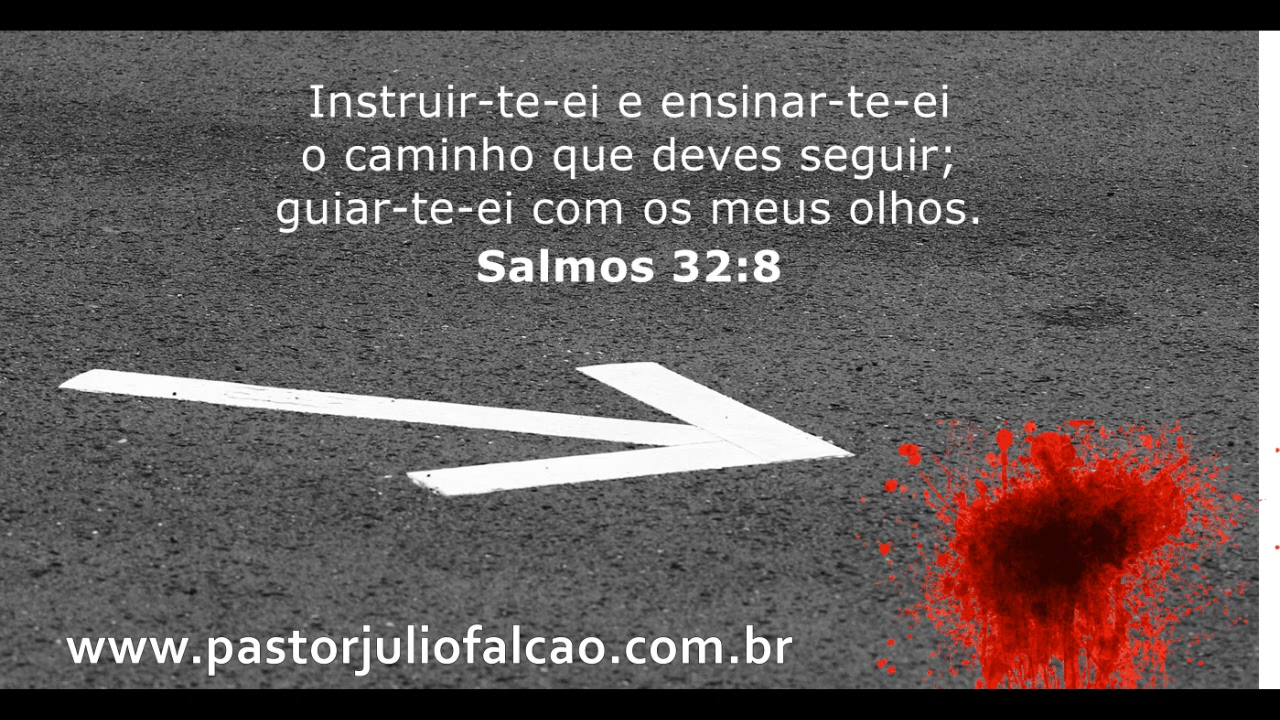 Instruir-te-ei e ensinar-te-ei
o caminho que deves seguir;
guiar-te-ei com os meus olhos.
Salmos 32:8
www.pastorjuliofalcao.com.br